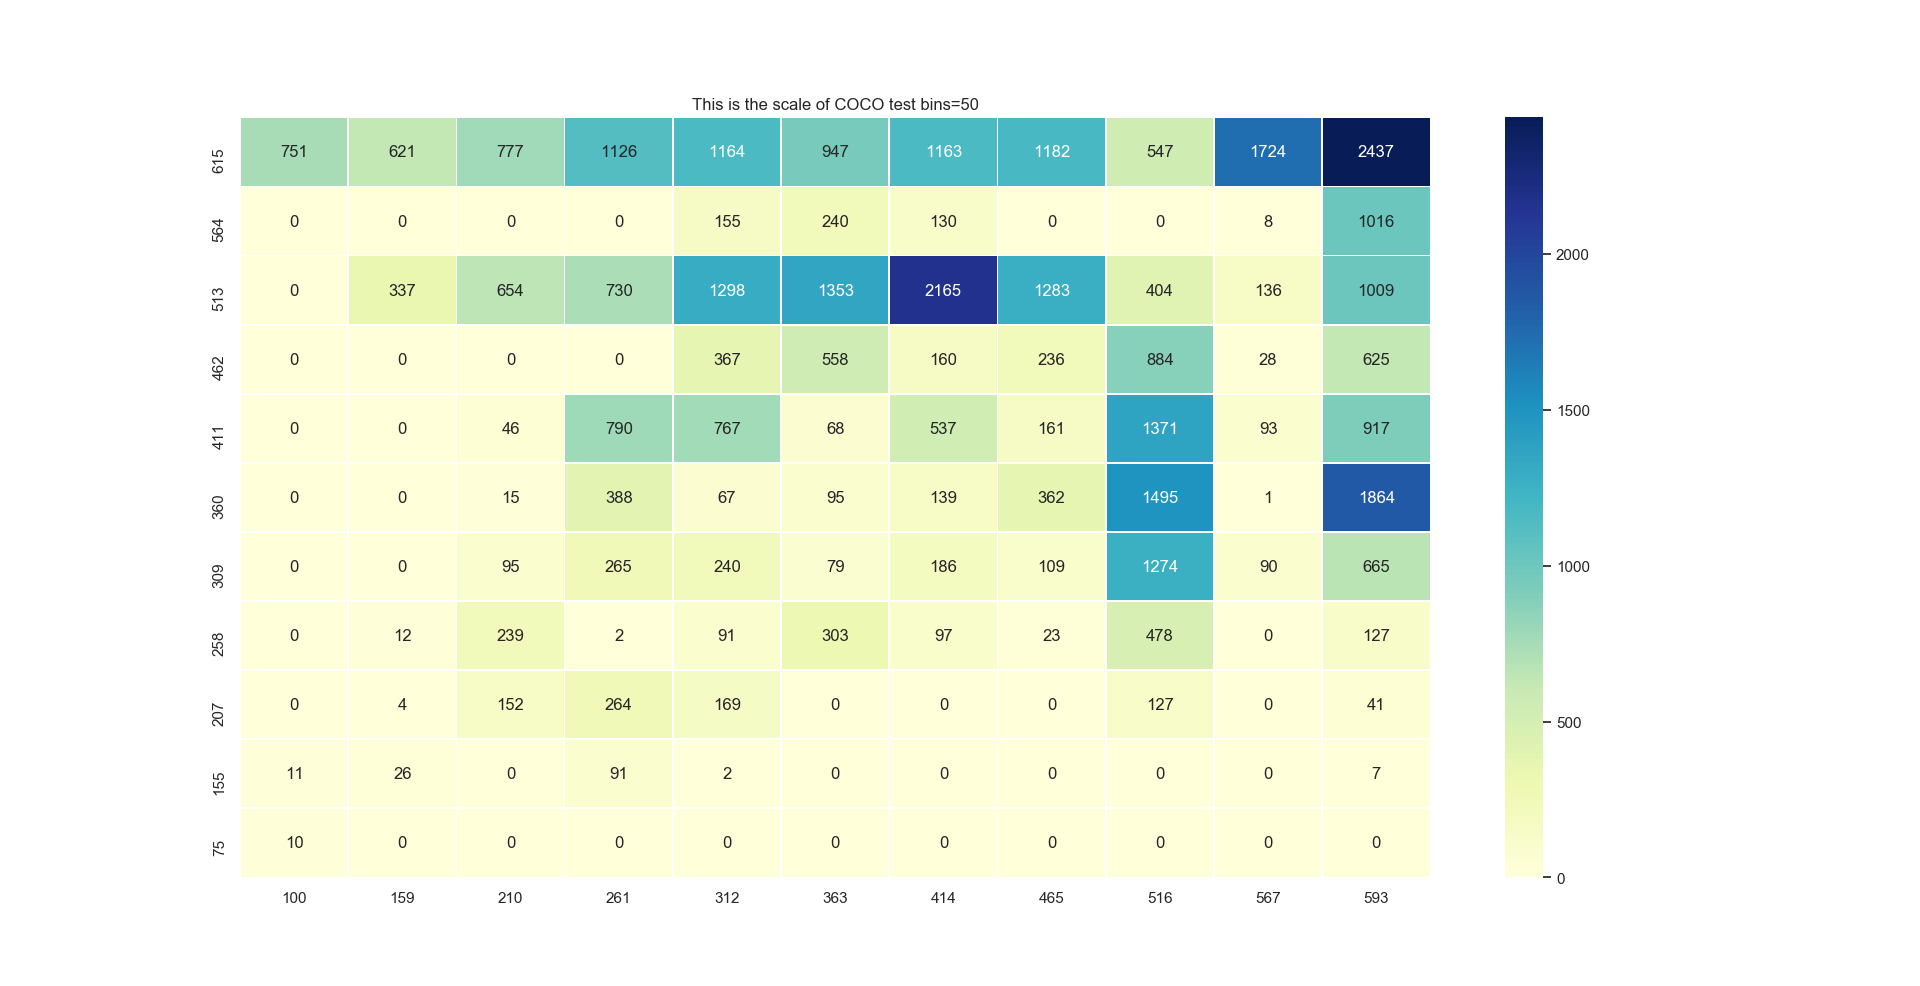 This is the scale of COCO test bins=50
615 751 621 777 1126 1164 947 1163 1182 547 1724 2437
564 0 0 0 0 155 240 130 0 0 8 1016
2000
513 0 337 654 730 1298 1353 2165 1283 404 136 1009
462 0 0 0 0 367 558 160 236 884 28 625
1500
411 0 0 46 790 767 68 537 161 1371 93 917
360 0 0 15 388 67 95 139 362 1495 1 1864
1000
309 0 0 95 265 240 79 186 109 1274 90 665
258 0 12 239 2 91 303 97 23 478 0 127
207 0 4 152 264 169 0 0 0 127 0 41
500
155 11 26 0 91 2 0 0 0 0 0 7
75 10 0 0 0 0 0 0 0 0 0 0
0
100 159 210 261 312 363 414 465 516 567 593